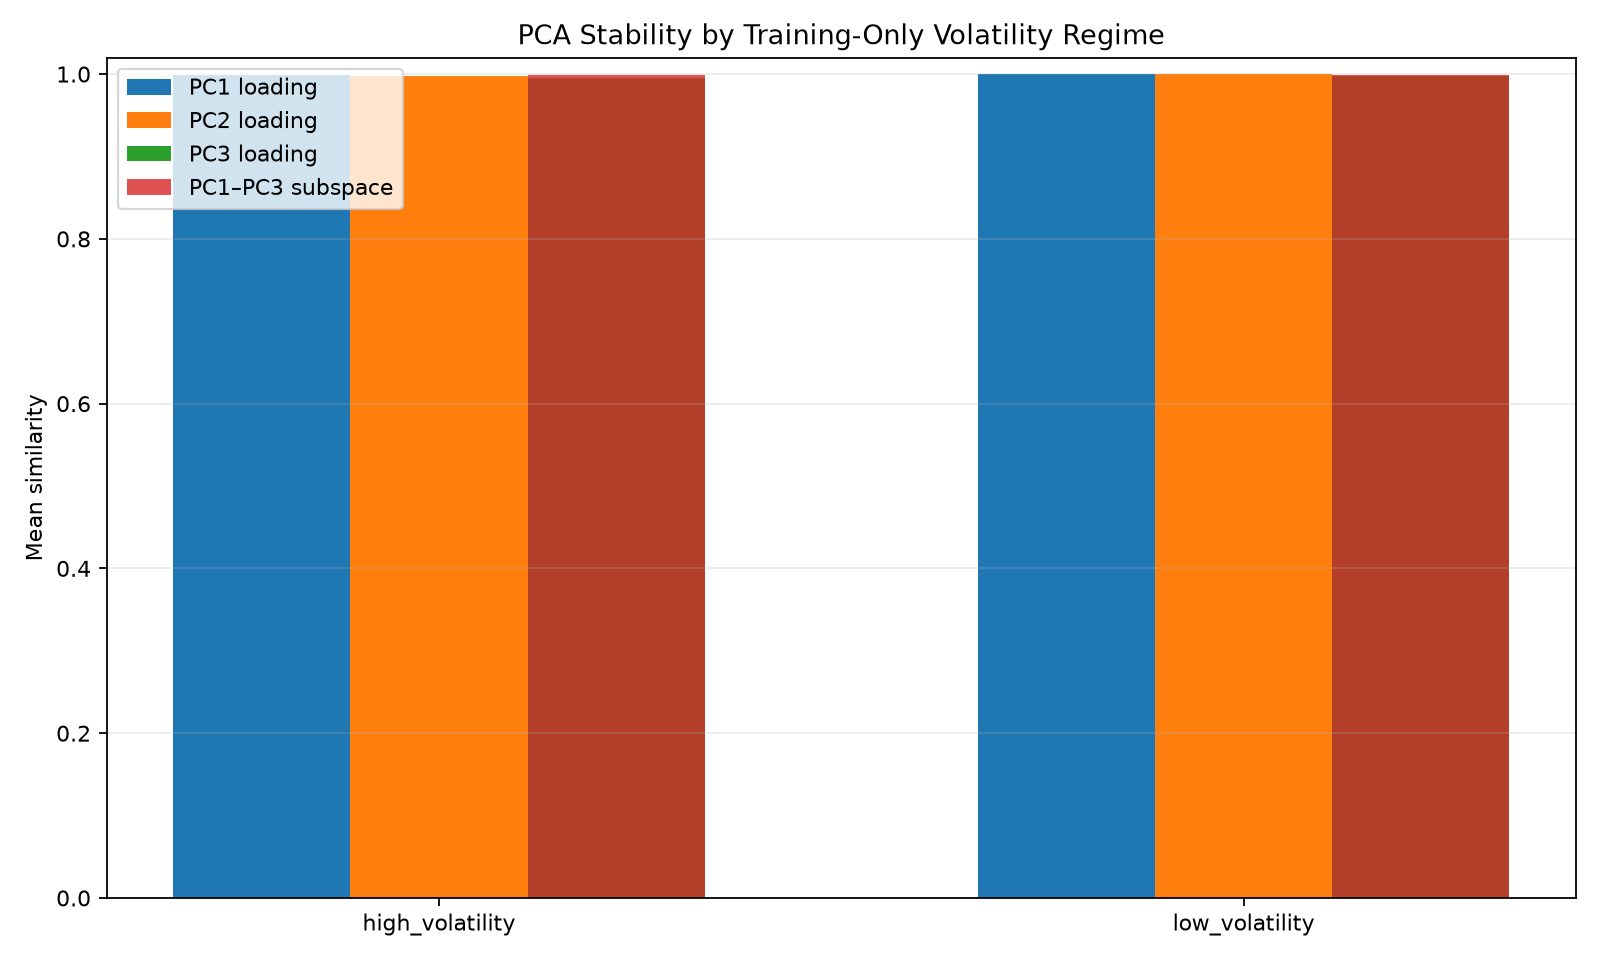 PCA Stability by Training-Only Volatility Regime
PC1 loading
PC2 loading
PC3 loading
PC1–PC3 subspace
Mean similarity
1.0
0.8
0.6
0.4
0.2
0.0
high_volatility
low_volatility